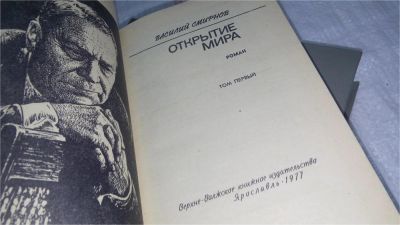 ВАСИЛИЙ СМИРНОВ
ОТКРЫТИЕ
МИРА
РОМАН
ТОМ ПЕРВЫЙ
Верхне-Волжское книжное издательство
Ярославль·1977